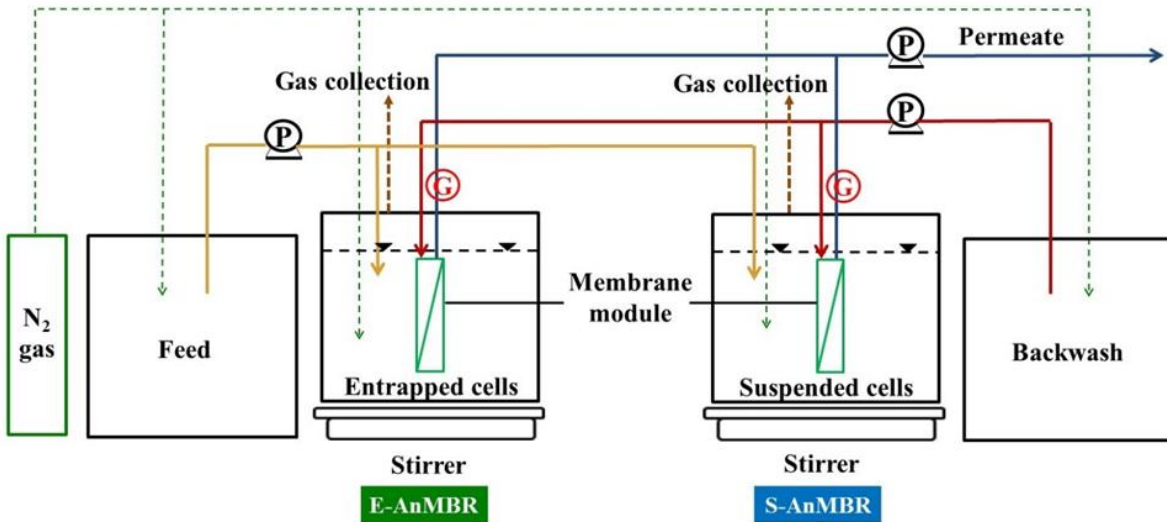 P
Permeate
Gas collection
Gas collection
P
P
G
G
N2
gas
Feed
Membrane
module
Backwash
Entrapped cells
Suspended cells
Stirrer
Stirrer
E-AnMBR
S-AnMBR